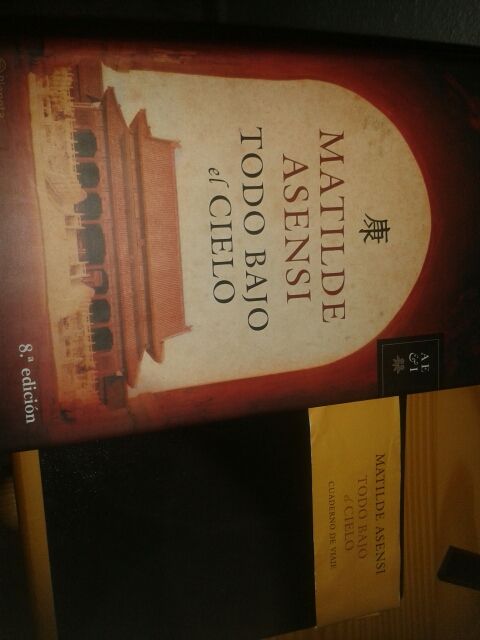 康
MATILDE
ASENSI
TODO BAJO
el CIELO
8.ª edición
AE
&I
Planeta
MATILDE ASENSI
TODO BAJO
el CIELO
CUADERNO DE VIAJE